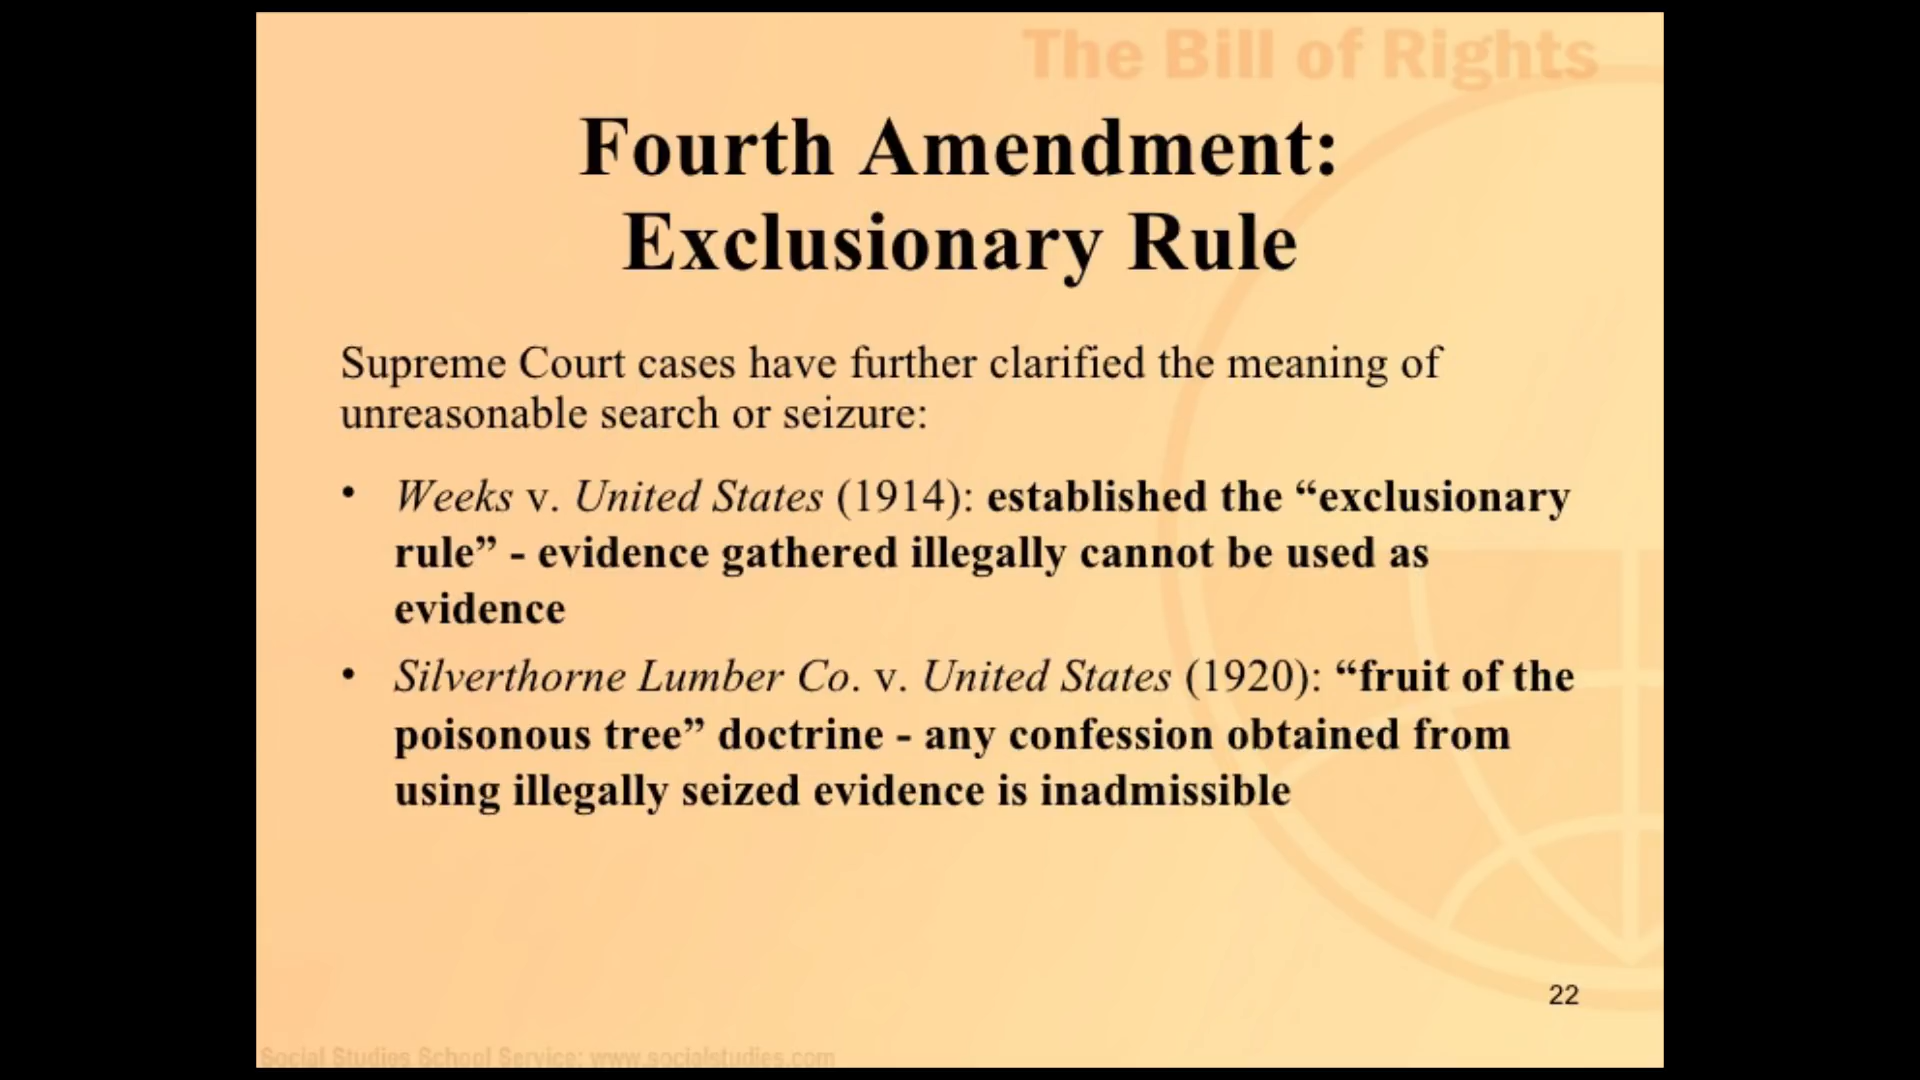 The Bill of Rights
Fourth Amendment:
Exclusionary Rule
Supreme Court cases have further clarified the meaning of
unreasonable search or seizure:
• Weeks v. United States (1914): established the “exclusionary
rule” - evidence gathered illegally cannot be used as
evidence
• Silverthorne Lumber Co. v. United States (1920): “fruit of the
poisonous tree” doctrine - any confession obtained from
using illegally seized evidence is inadmissible
22
Social Studies School Service: www.socialstudies.com